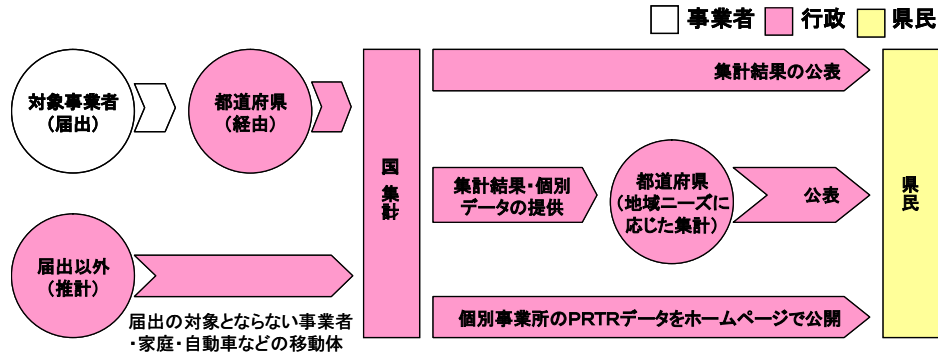 事業者 行政 県民
対象事業者
(届出)
都道府県
(経由)
国 集計
集計結果の公表
集計結果・個別
データの提供
都道府県
(地域ニーズに
応じた集計)
公表
県民
届出以外
(推計)
届出の対象とならない事業者
・家庭・自動車などの移動体
個別事業所のPRTRデータをホームページで公開